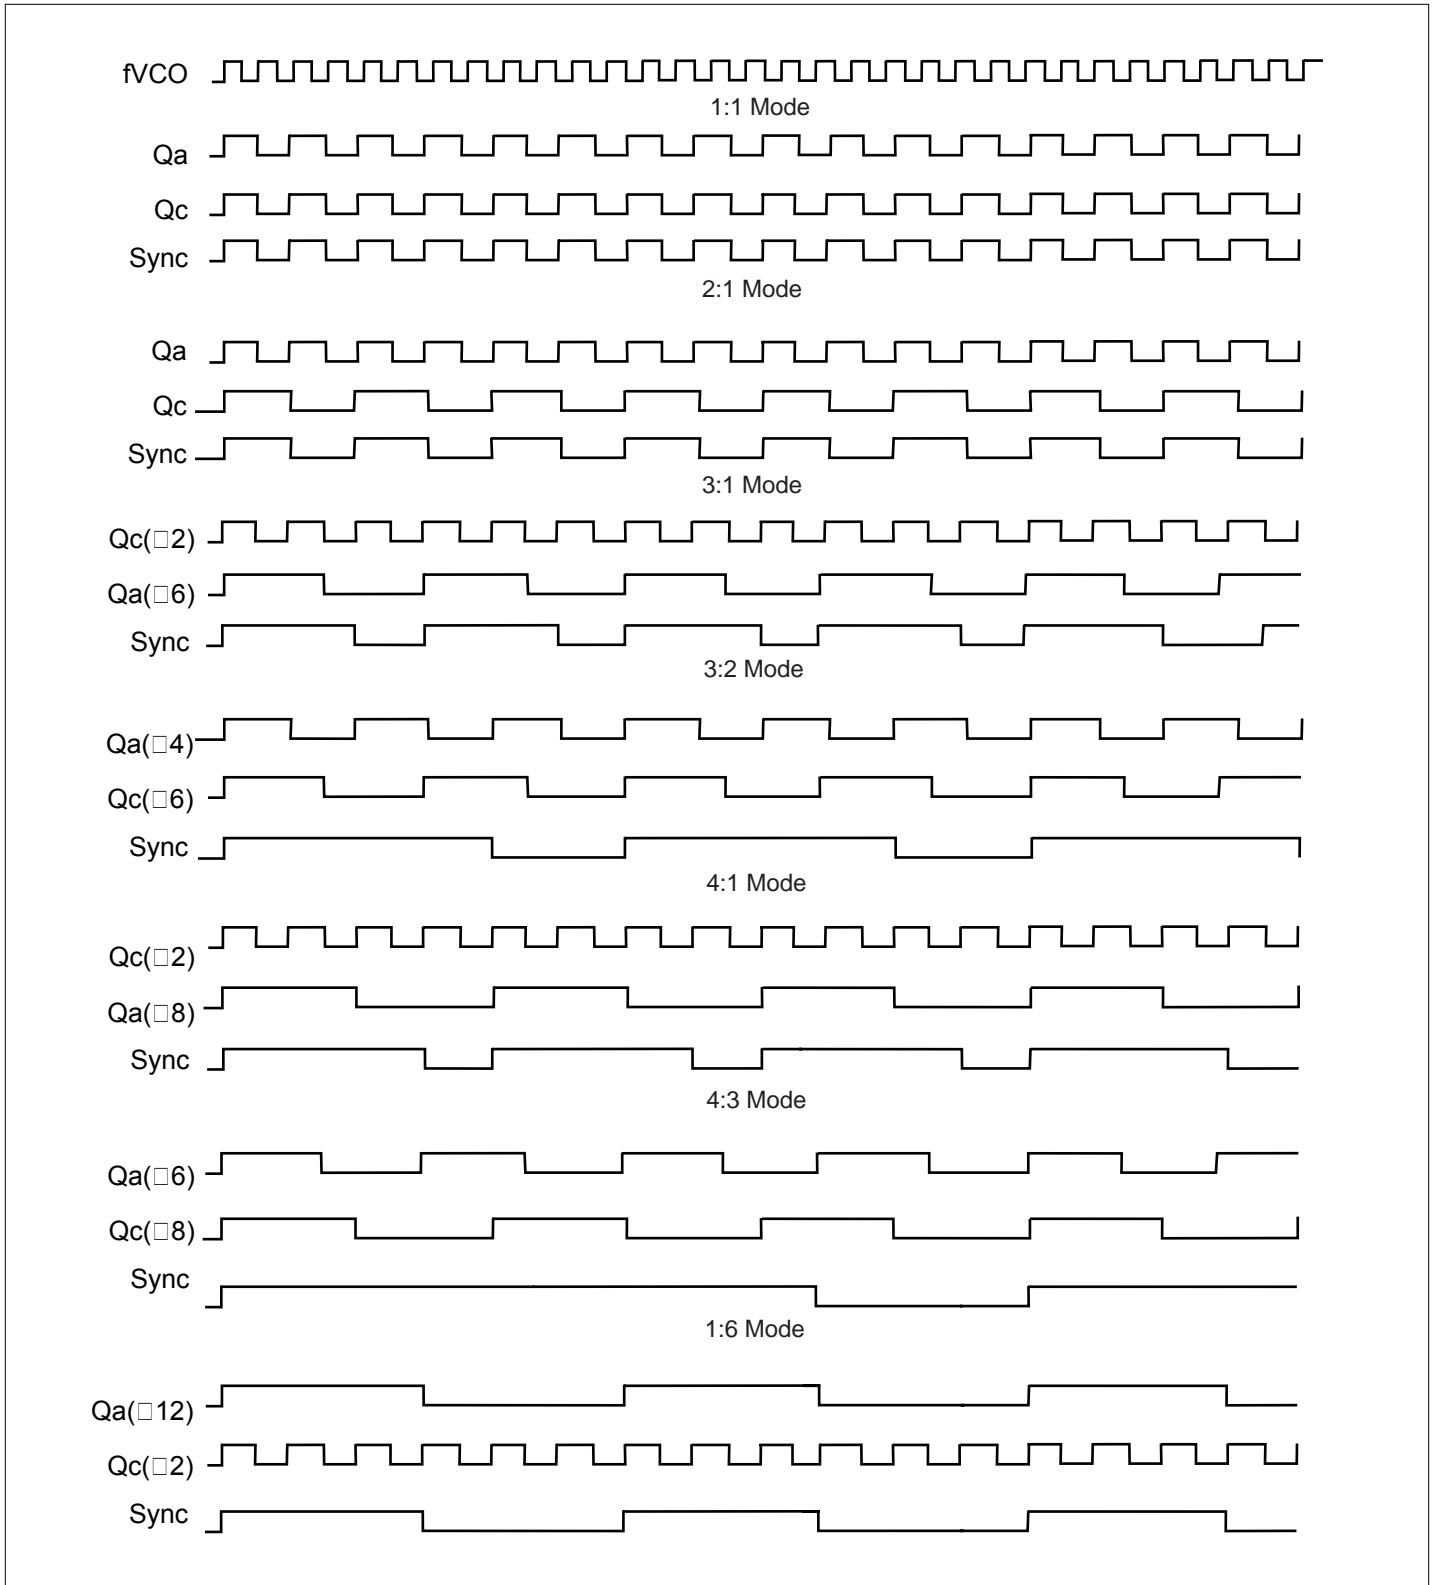 fVCO
1:1 Mode
Qa
Qc
Sync
2:1 Mode
Qa
Qc
Sync
3:1 Mode
Qc(□2)
Qa(□6)
Sync
3:2 Mode
Qa(□4)
Qc(□6)
Sync
4:1 Mode
Qc(□2)
Qa(□8)
Sync
4:3 Mode
Qa(□6)
Qc(□8)
Sync
1:6 Mode
Qa(□12)
Qc(□2)
Sync